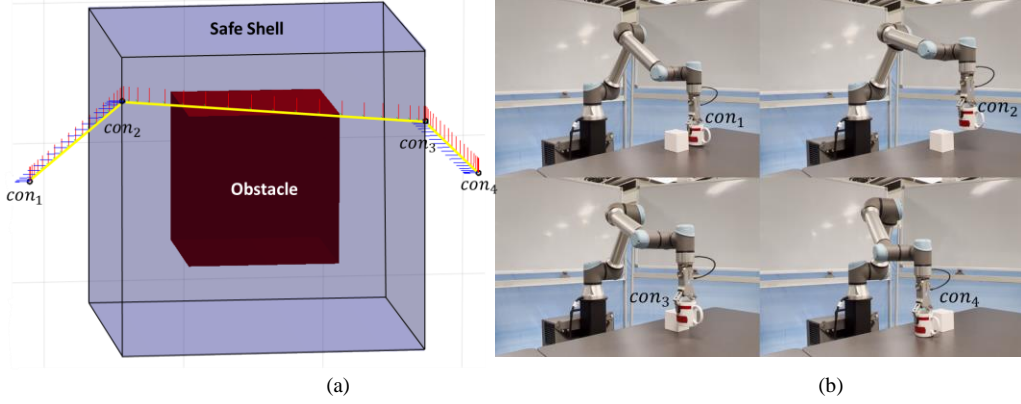 Safe Shell
con₂
con₃
Obstacle
con₁
con₄
con₁
con₂
con₃
con₄
(a)
(b)